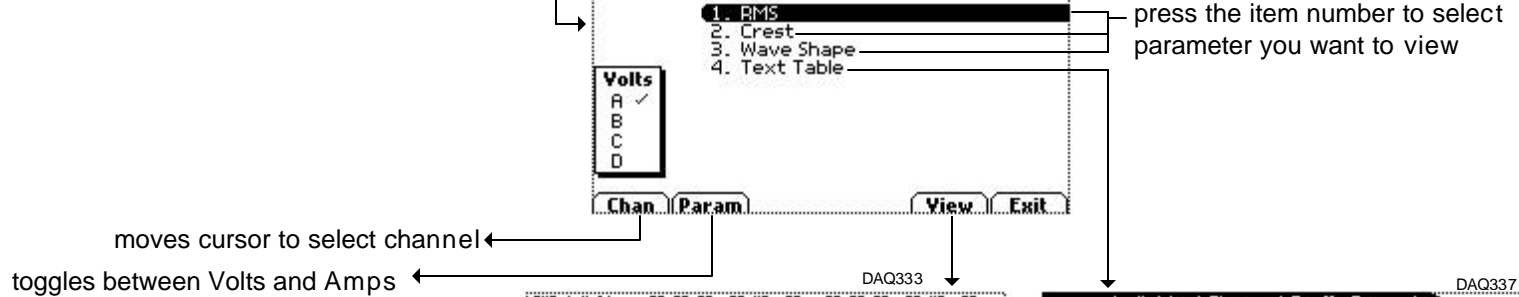 1. RMS
2. Crest
3. Wave Shape
4. Text Table
press the item number to select
parameter you want to view
Volts
A ✓
B
C
D
Chan
Param
View
Exit
moves cursor to select channel
toggles between Volts and Amps
DAQ333
DAQ337